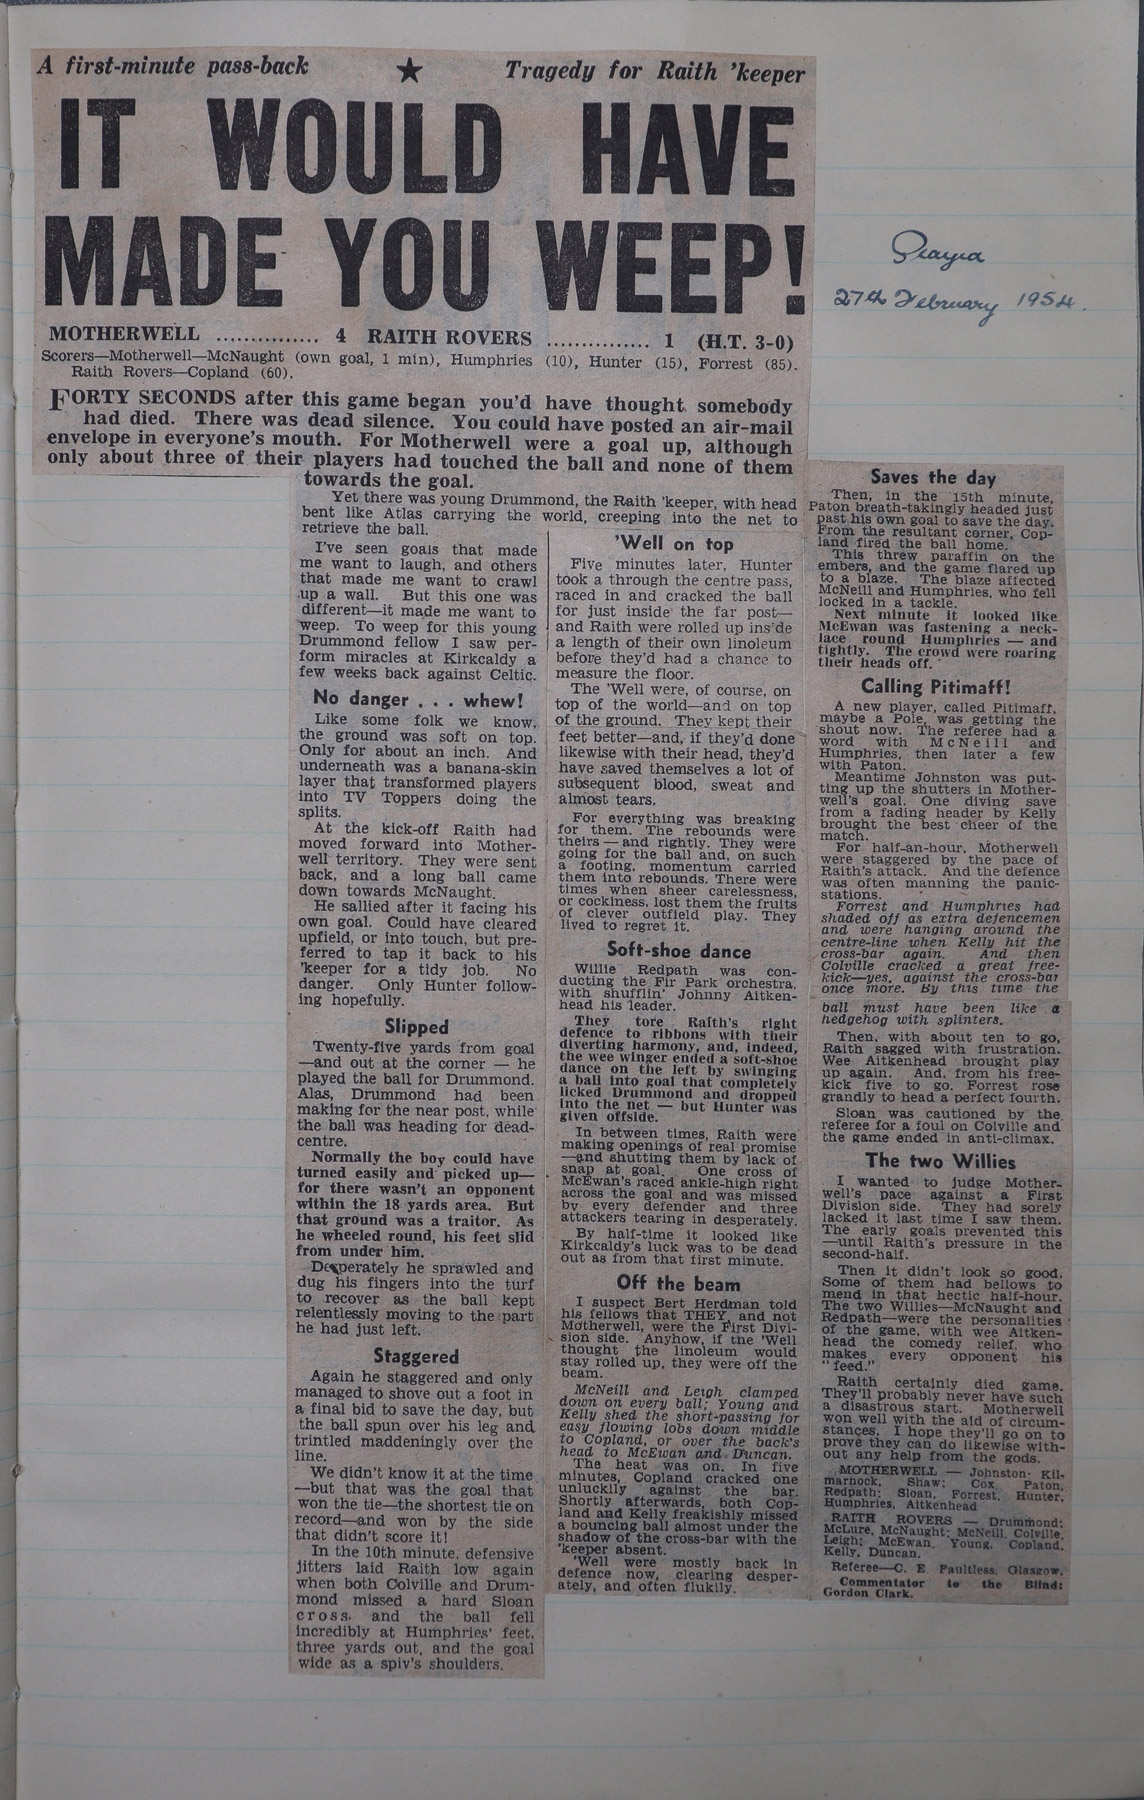 A first-minute pass-back ★ Tragedy for Raith 'keeper
IT WOULD HAVE
MADE YOU WEEP!
MOTHERWELL ............... 4 RAITH ROVERS ............... 1 (H.T. 3-0)
Scorers—Motherwell—McNaught (own goal, 1 min), Humphries (10), Hunter (15), Forrest (85).
Raith Rovers—Copland (60).
FORTY SECONDS after this game began you'd have thought somebody
had died. There was dead silence. You could have posted an air-mail
envelope in everyone's mouth. For Motherwell were a goal up, although
only about three of their players had touched the ball and none of them
towards the goal.
Yet there was young Drummond, the Raith 'keeper, with head
bent like Atlas carrying the world, creeping into the net to
retrieve the ball.
I've seen goals that made
me want to laugh, and others
that made me want to crawl
up a wall. But this one was
different—it made me want to
weep. To weep for this young
Drummond fellow I saw per-
form miracles at Kirkcaldy a
few weeks back against Celtic.
No danger . . . whew!
Like some folk we know,
the ground was soft on top.
Only for about an inch. And
underneath was a banana-skin
layer that transformed players
into TV Toppers doing the
splits.
At the kick-off Raith had
moved forward into Mother-
well territory. They were sent
back, and a long ball came
down towards McNaught.
He sallied after it facing his
own goal. Could have cleared
upfield, or into touch, but pre-
ferred to tap it back to his
'keeper for a tidy job. No
danger. Only Hunter follow-
ing hopefully.
Slipped
Twenty-five yards from goal
—and out at the corner — he
played the ball for Drummond.
Alas, Drummond had been
making for the near post, while
the ball was heading for dead-
centre.
Normally the boy could have
turned easily and picked up—
for there wasn't an opponent
within the 18 yards area. But
that ground was a traitor. As
he wheeled round, his feet slid
from under him.
Desperately he sprawled and
dug his fingers into the turf
to recover as the ball kept
relentlessly moving to the part
he had just left.
Staggered
Again he staggered and only
managed to shove out a foot in
a final bid to save the day, but
the ball spun over his leg and
trintled maddeningly over the
line.
We didn't know it at the time
—but that was the goal that
won the tie—the shortest tie on
record—and won by the side
that didn't score it!
In the 10th minute, defensive
jitters laid Raith low again
when both Colville and Drum-
mond missed a hard Sloan
cross, and the ball fell
incredibly at Humphries' feet,
three yards out, and the goal
wide as a spiv's shoulders.
'Well on top
Five minutes later, Hunter
took a through the centre pass,
raced in and cracked the ball
for just inside the far post—
and Raith were rolled up inside
a length of their own linoleum
before they'd had a chance to
measure the floor.
The 'Well were, of course, on
top of the world—and on top
of the ground. They kept their
feet better—and, if they'd done
likewise with their head, they'd
have saved themselves a lot of
subsequent blood, sweat and
almost tears.
For everything was breaking
for them. The rebounds were
theirs—and rightly. They were
going for the ball and, on such
a footing, momentum carried
them into rebounds. There were
times when sheer carelessness,
or cockiness, lost them the fruits
of clever outfield play. They
lived to regret it.
Soft-shoe dance
Willie Redpath was con-
ducting the Fir Park orchestra,
with shufflin' Johnny Aitken-
head his leader.
They tore Raith's right
defence to ribbons with their
diverting harmony, and, indeed,
the wee winger ended a soft-shoe
dance on the left by swinging
a ball into goal that completely
licked Drummond and dropped
into the net — but Hunter was
given offside.
In between times, Raith were
making openings of real promise
—and shutting them by lack of
snap at goal. One cross of
McEwan's raced ankle-high right
across the goal and was missed
by every defender and three
attackers tearing in desperately.
By half-time it looked like
Kirkcaldy's luck was to be dead
out as from that first minute.
Off the beam
I suspect Bert Herdman told
his fellows that THEY, and not
Motherwell, were the First Divi-
sion side. Anyhow, if the 'Well
thought the linoleum would
stay rolled up, they were off the
beam.
McNeill and Leigh clamped
down on every ball; Young and
Kelly shed the short-passing for
easy flowing lobs down middle
to Copland, or over the back's
head to McEwan and Duncan.
The heat was on. In five
minutes, Copland cracked one
unluckily against the bar.
Shortly afterwards, both Cop-
land and Kelly freakishly missed
a bouncing ball almost under the
shadow of the cross-bar with the
'keeper absent.
'Well were mostly back in
defence now, clearing desper-
ately, and often flukily.
Saves the day
Then, in the 15th minute,
Paton breath-takingly headed just
past his own goal to save the day.
From the resultant corner, Cop-
land fired the ball home.
This threw paraffin on the
embers, and the game flared up
to a blaze. The blaze affected
McNeill and Humphries, who fell
locked in a tackle.
Next minute it looked like
McEwan was fastening a neck-
lace round Humphries — and
tightly. The crowd were roaring
their heads off.
Calling Pitimaff!
A new player, called Pitimaff,
maybe a Pole, was getting the
shout now. The referee had a
word with McNeill and
Humphries, then later a few
with Paton.
Meantime Johnston was put-
ting up the shutters in Mother-
well's goal. One diving save
from a fading header by Kelly
brought the best cheer of the
match.
For half-an-hour, Motherwell
were staggered by the pace of
Raith's attack. And the defence
was often manning the panic-
stations.
Forrest and Humphries had
shaded off as extra defencemen
and were hanging around the
centre-line when Kelly hit the
cross-bar again. And then
Colville cracked a great free-
kick—yes, against the cross-bar
once more. By this time the
ball must have been like a
hedgehog with splinters.
Then, with about ten to go,
Raith sagged with frustration.
Wee Aitkenhead brought play
up again. And, from his free-
kick five to go, Forrest rose
grandly to head a perfect fourth.
Sloan was cautioned by the
referee for a foul on Colville and
the game ended in anti-climax.
The two Willies
I wanted to judge Mother-
well's pace against a First
Division side. They had sorely
lacked it last time I saw them.
The early goals prevented this
—until Raith's pressure in the
second-half.
Then it didn't look so good.
Some of them had bellows to
mend in that hectic half-hour.
The two Willies—McNaught and
Redpath—were the personalities
of the game, with wee Aitken-
head the comedy relief, who
makes every opponent his
"feed."
Raith certainly died game.
They'll probably never have such
a disastrous start. Motherwell
won well with the aid of circum-
stances. I hope they'll go on to
prove they can do likewise with-
out any help from the gods.
MOTHERWELL — Johnston; Kil-
marnock, Shaw; Cox, Paton,
Redpath; Sloan, Forrest, Hunter,
Humphries, Aitkenhead
RAITH ROVERS — Drummond;
McLure, McNaught; McNeill, Colville,
Leigh; McEwan, Young, Copland,
Kelly, Duncan.
Referee—C. E. Faultless, Glasgow.
Commentator to the Blind:
Gordon Clark.
27th February 1954.